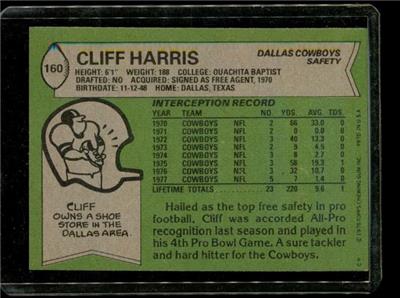 160
CLIFF HARRIS
DALLAS COWBOYS
SAFETY
HEIGHT: 6'1" WEIGHT: 188 COLLEGE: OUACHITA BAPTIST
DRAFTED: NO ACQUIRED: SIGNED AS FREE AGENT, 1970
BIRTHDATE: 11-12-48 HOME: DALLAS, TEXAS
INTERCEPTION RECORD
YEAR TEAM NO. YDS. AVG. TDS.
1970 COWBOYS NFL 2 66 33.0 0
1971 COWBOYS NFL 2 0 0.0 0
1972 COWBOYS NFL 3 40 13.3 0
1973 COWBOYS NFL 2 9 4.5 0
1974 COWBOYS NFL 3 8 2.7 0
1975 COWBOYS NFL 3 58 19.3 1
1976 COWBOYS NFL 3 32 10.7 0
1977 COWBOYS NFL 5 7 1.4 0
LIFETIME TOTALS 23 220 9.6 1
CLIFF
OWNS A SHOE
STORE IN THE
DALLAS AREA.
Hailed as the top free safety in pro
football, Cliff was accorded All-Pro
recognition last season and played in
his 4th Pro Bowl Game. A sure tackler
and hard hitter for the Cowboys.
© 1978 TOPPS CHEWING GUM, INC. PRTD. IN U.S.A.